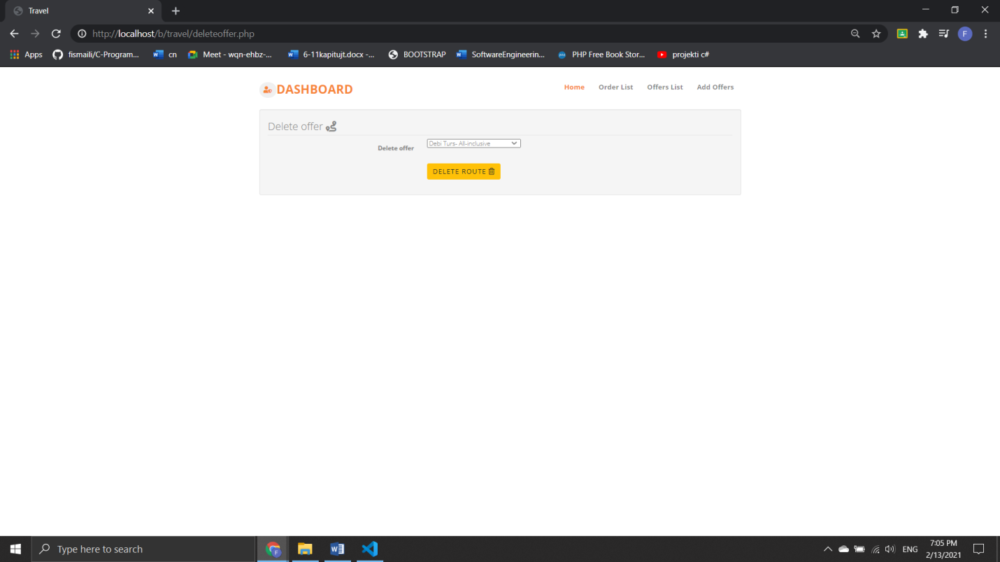 Travel
http://localhost/b/travel/deleteoffer.php
F
Apps fismaili/C-Program... cn Meet - wqn-ehbz-... 6-11kapitujt.docx -... BOOTSTRAP SoftwareEngineerin... PHP Free Book Stor... projekti c#
DASHBOARD Home Order List Offers List Add Offers
Delete offer
Delete offer Debi Turs- All-inclusive
DELETE ROUTE
Type here to search
ENG
7:05 PM
2/13/2021